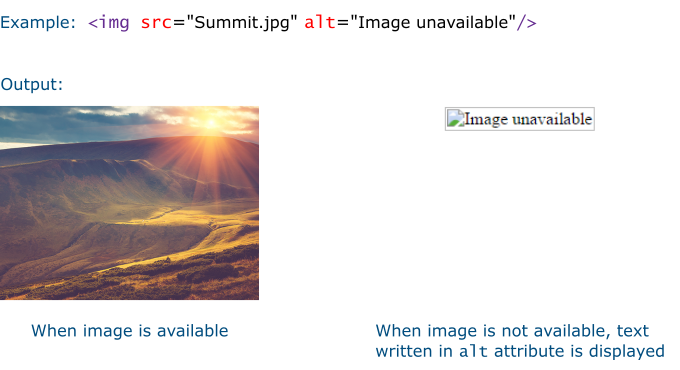 Example: <img src="Summit.jpg" alt="Image unavailable"/>
Output:
Image unavailable
When image is available
When image is not available, text
written in alt attribute is displayed